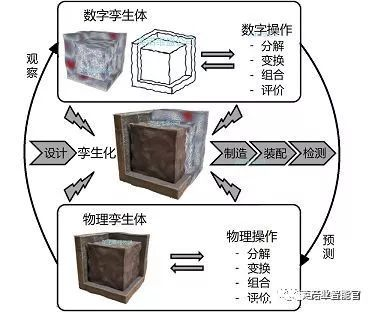 数字孪生体
数字操作
- 分解
- 变换
- 组合
- 评价
观察
设计
孪生化
制造
装配
检测
物理孪生体
物理操作
- 分解
- 变换
- 组合
- 评价
预测